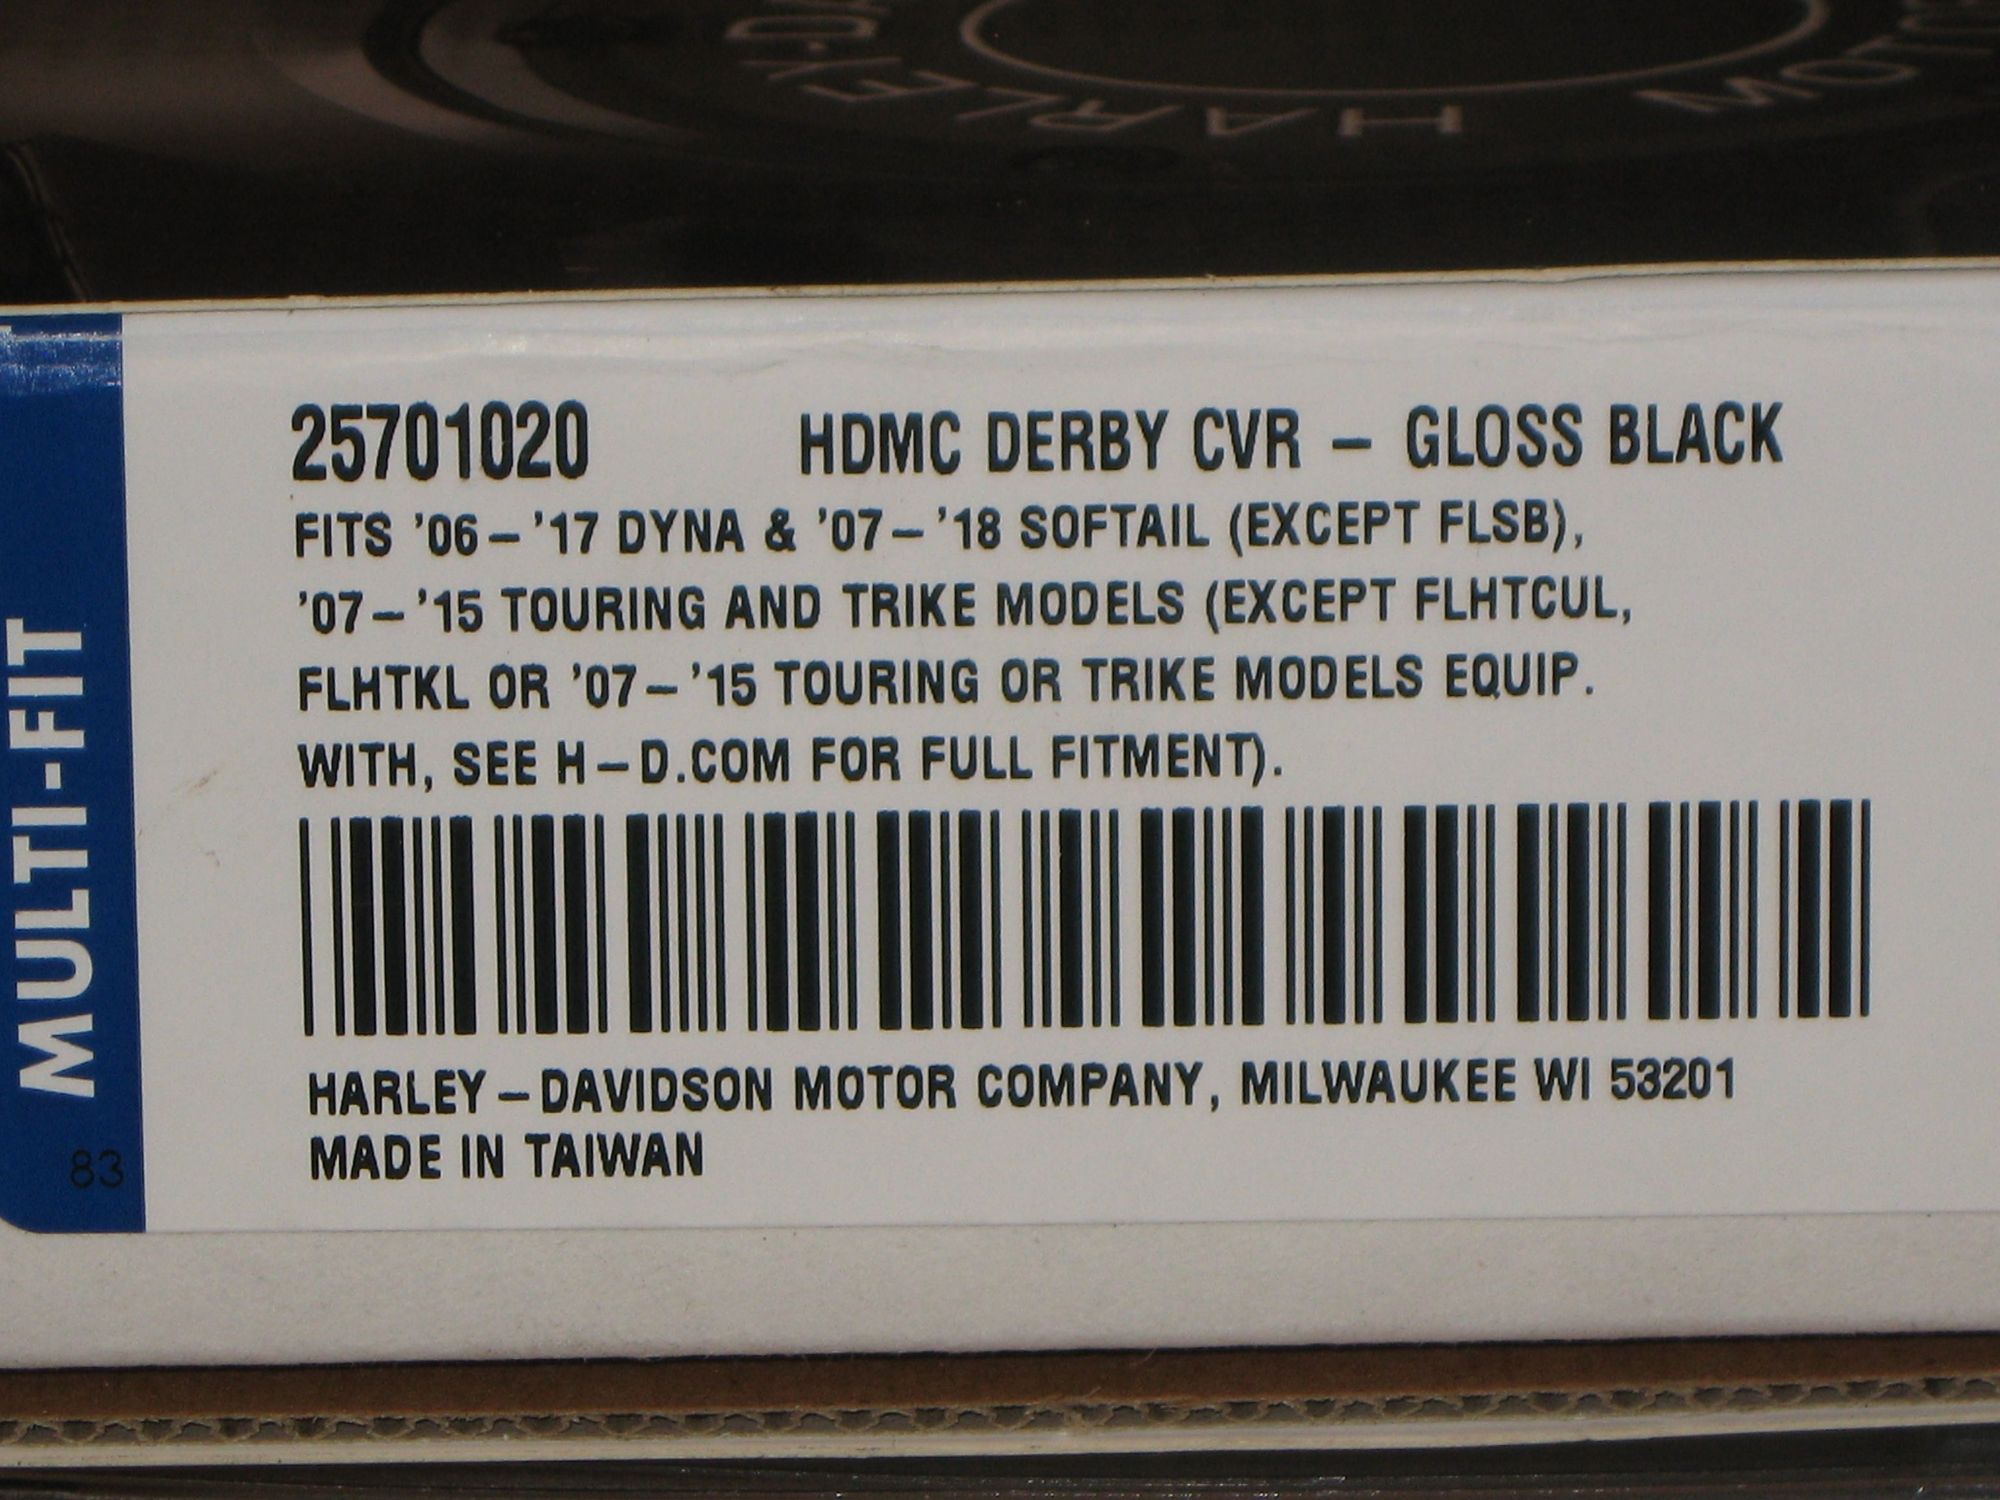 HARLEY-D
MOTO
MULTI-FIT
83
25701020 HDMC DERBY CVR – GLOSS BLACK
FITS '06–'17 DYNA & '07–'18 SOFTAIL (EXCEPT FLSB),
'07–'15 TOURING AND TRIKE MODELS (EXCEPT FLHTCUL,
FLHTKL OR '07–'15 TOURING OR TRIKE MODELS EQUIP.
WITH, SEE H–D.COM FOR FULL FITMENT).
HARLEY–DAVIDSON MOTOR COMPANY, MILWAUKEE WI 53201
MADE IN TAIWAN